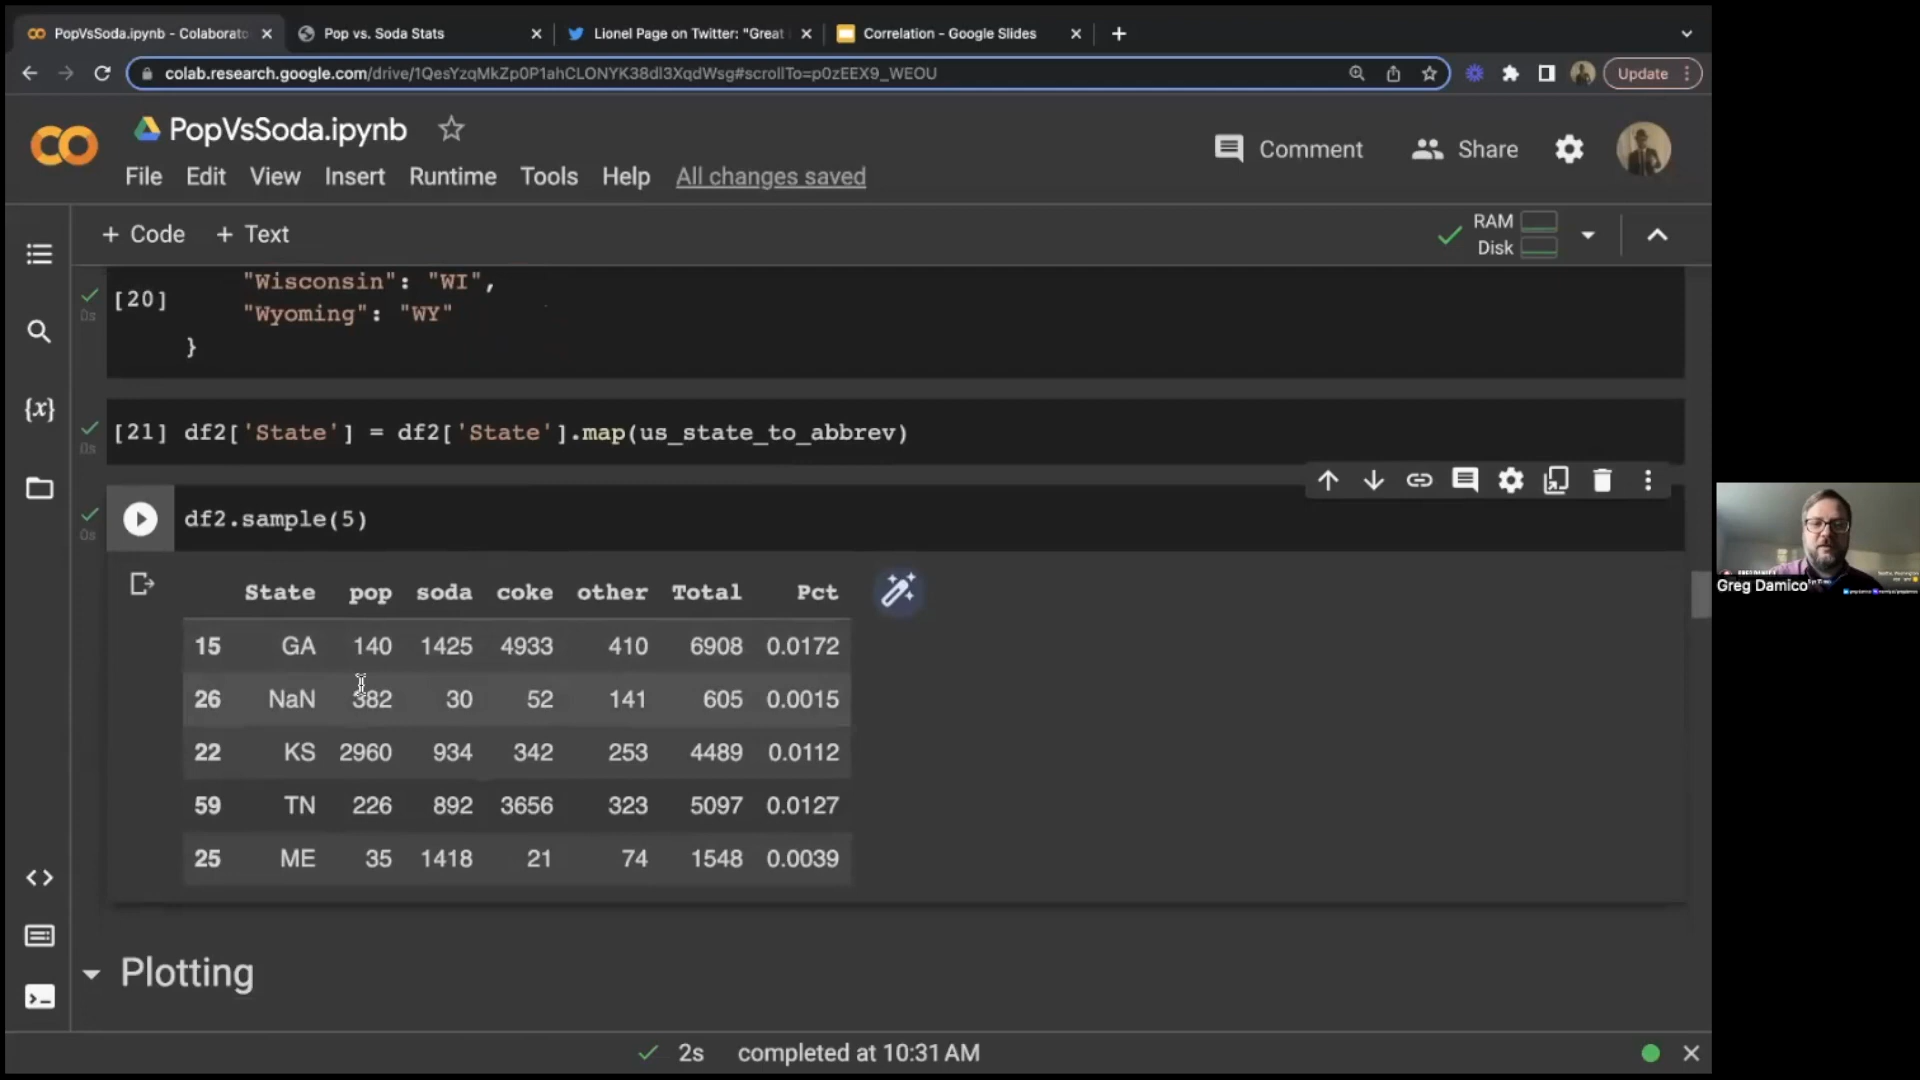 PopVsSoda.ipynb - Colaborato
Pop vs. Soda Stats
Lionel Page on Twitter: "Great
Correlation - Google Slides
colab.research.google.com/drive/1QesYzqMkZp0P1ahCLONYK38dI3XqdWsg#scrollTo=p0zEEX9_WEOU
Update
PopVsSoda.ipynb
Comment
Share
File Edit View Insert Runtime Tools Help All changes saved
+ Code + Text
RAM
Disk
"Wisconsin": "WI",
[20]
0s
"Wyoming": "WY"
}
[21] df2['State'] = df2['State'].map(us_state_to_abbrev)
0s
df2.sample(5)
0s
State pop soda coke other Total Pct
15 GA 140 1425 4933 410 6908 0.0172
26 NaN 382 30 52 141 605 0.0015
22 KS 2960 934 342 253 4489 0.0112
59 TN 226 892 3656 323 5097 0.0127
25 ME 35 1418 21 74 1548 0.0039
Plotting
2s completed at 10:31 AM
Greg Damico